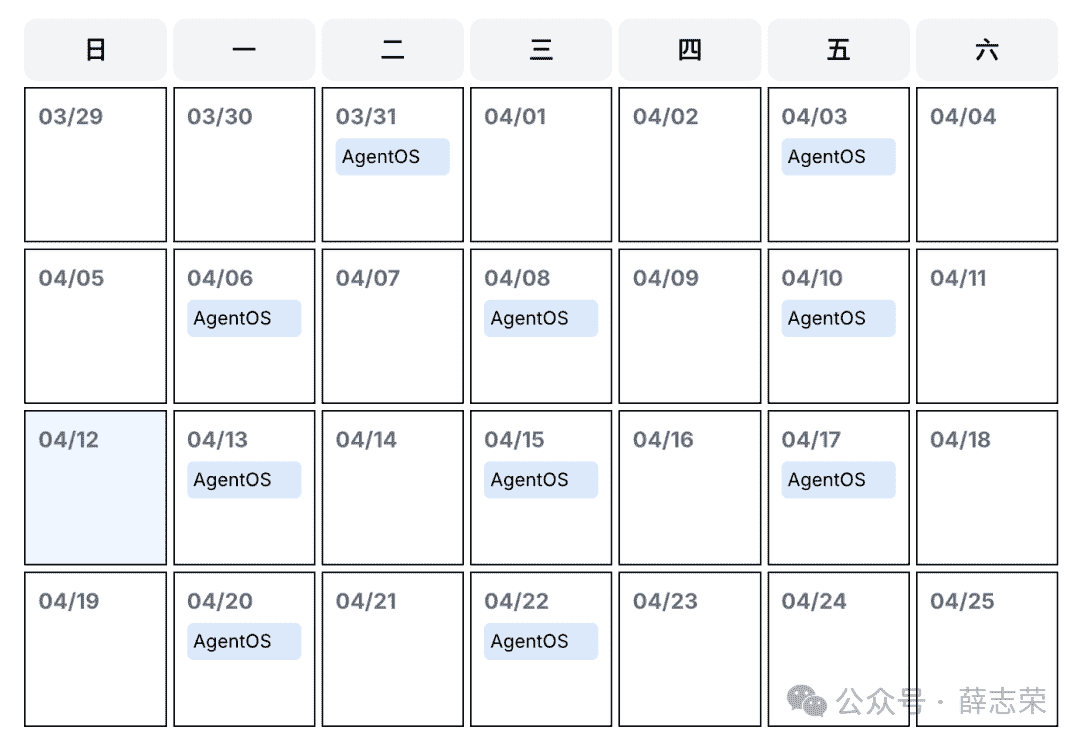 日 一 二 三 四 五 六
03/29 03/30 03/31 04/01 04/02 04/03 04/04
AgentOS AgentOS
04/05 04/06 04/07 04/08 04/09 04/10 04/11
AgentOS AgentOS AgentOS
04/12 04/13 04/14 04/15 04/16 04/17 04/18
AgentOS AgentOS AgentOS
04/19 04/20 04/21 04/22 04/23 04/24 04/25
AgentOS AgentOS
公众号 · 薛志荣